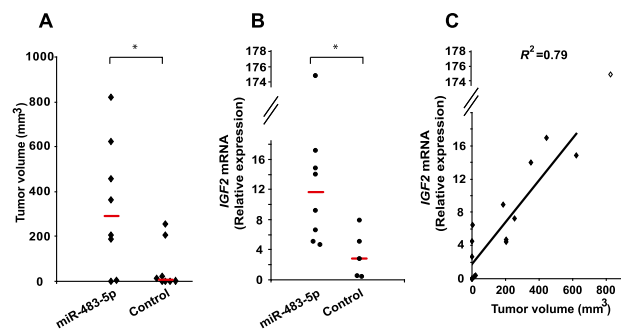 A
B
C
Tumor volume (mm3)
1000
800
600
400
200
0
*
miR-483-5p
Control
IGF2 mRNA
(Relative expression)
178
176
174
16
12
8
4
0
*
miR-483-5p
Control
IGF2 mRNA
(Relative expression)
178
176
174
16
12
8
4
0
R2=0.79
0 200 400 600 800
Tumor volume (mm3)